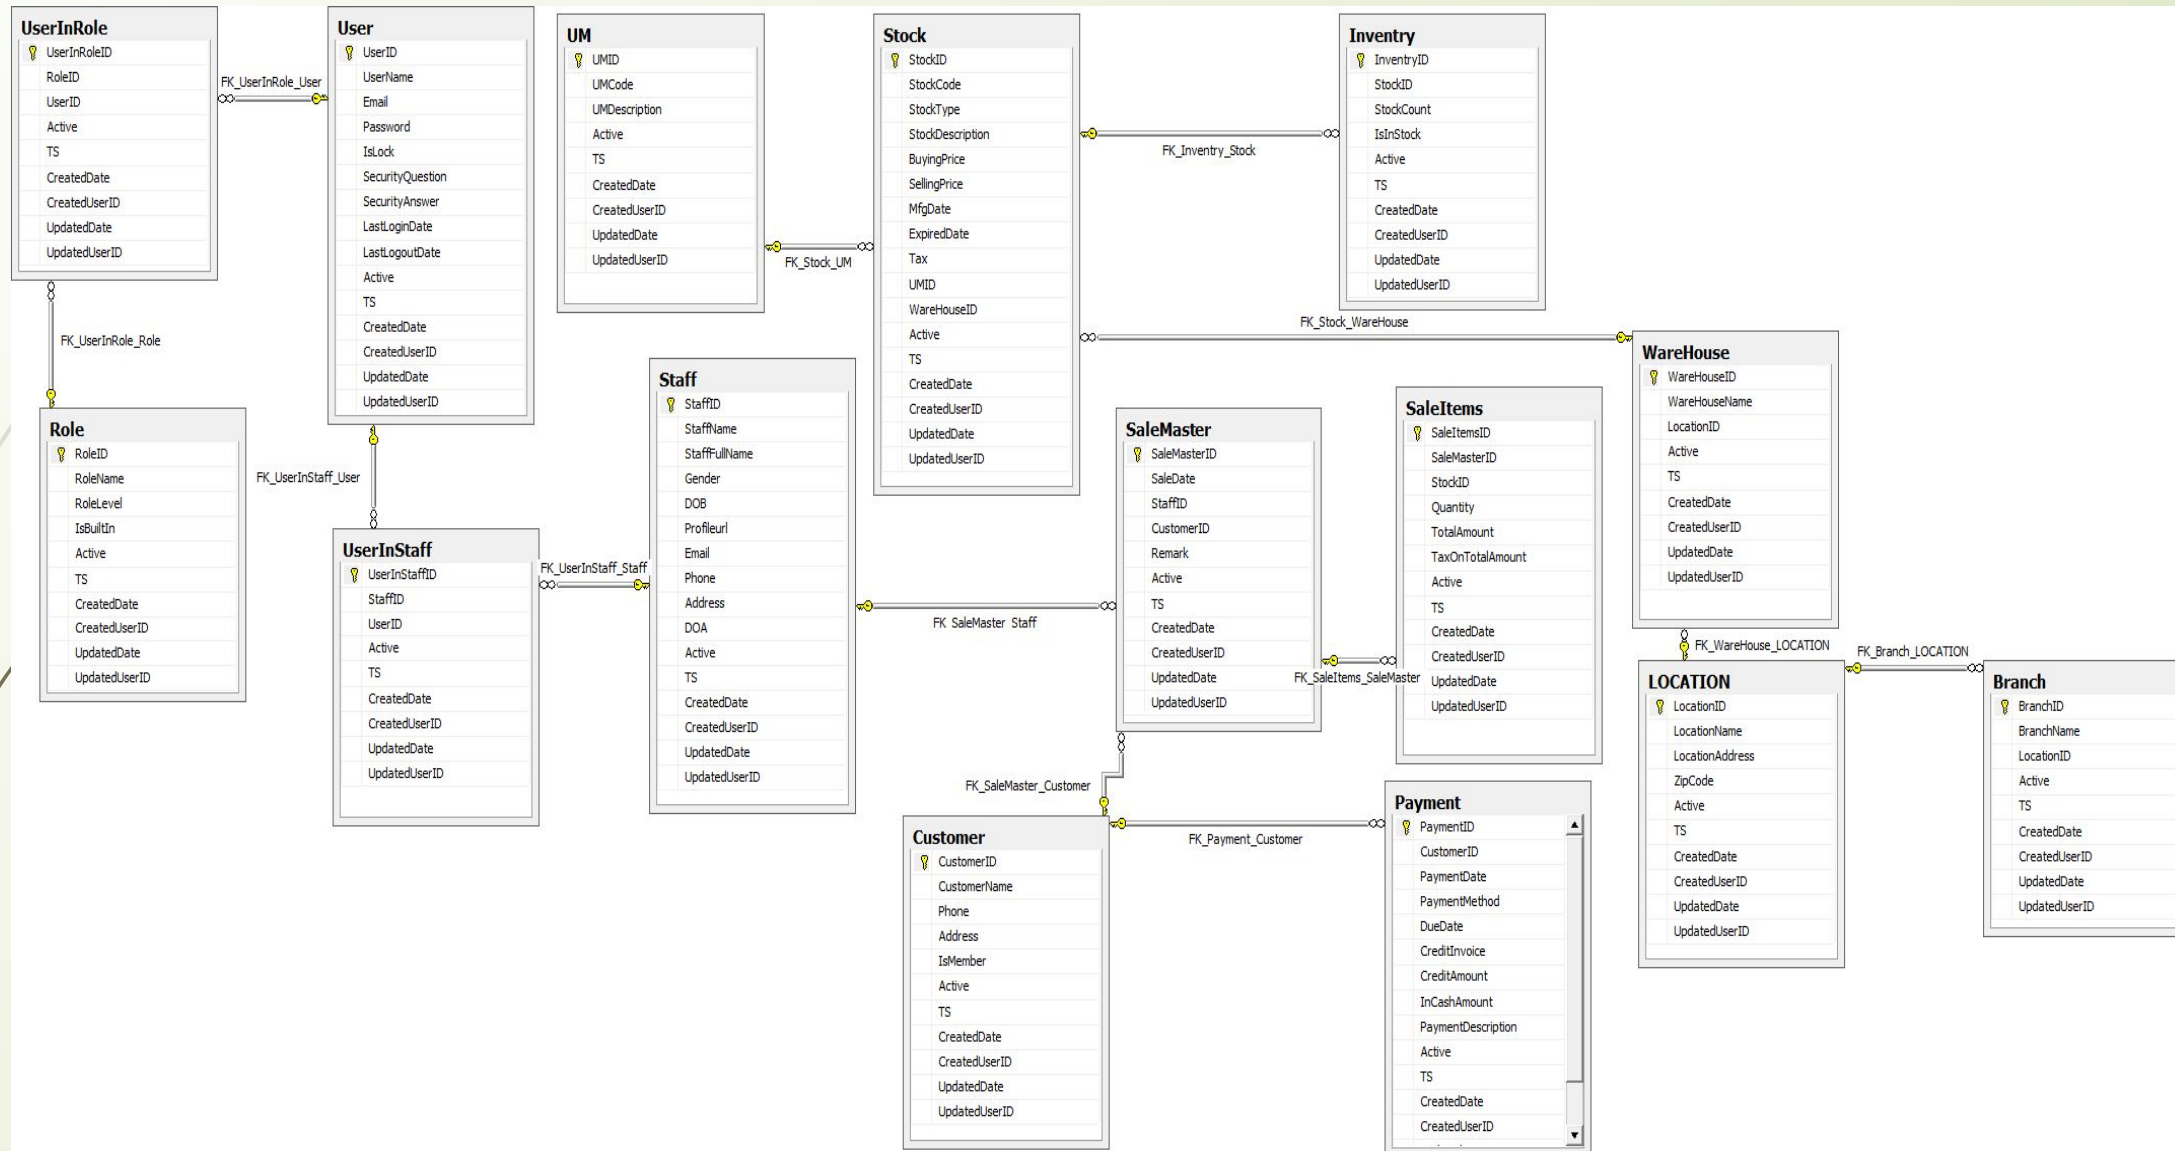 UserInRole
UserInRoleID
RoleID
UserID
Active
TS
CreatedDate
CreatedUserID
UpdatedDate
UpdatedUserID
FK_UserInRole_User
User
UserID
UserName
Email
Password
IsLock
SecurityQuestion
SecurityAnswer
LastLoginDate
LastLogoutDate
Active
TS
CreatedDate
CreatedUserID
UpdatedDate
UpdatedUserID
UM
UMID
UMCode
UMDescription
Active
TS
CreatedDate
CreatedUserID
UpdatedDate
UpdatedUserID
FK_Stock_UM
Stock
StockID
StockCode
StockType
StockDescription
BuyingPrice
SellingPrice
MfgDate
ExpiredDate
Tax
UMID
WareHouseID
Active
TS
CreatedDate
CreatedUserID
UpdatedDate
UpdatedUserID
FK_Inventry_Stock
Inventry
InventryID
StockID
StockCount
IsInStock
Active
TS
CreatedDate
CreatedUserID
UpdatedDate
UpdatedUserID
FK_Stock_WareHouse
FK_UserInRole_Role
Role
RoleID
RoleName
RoleLevel
IsBuiltIn
Active
TS
CreatedDate
CreatedUserID
UpdatedDate
UpdatedUserID
FK_UserInStaff_User
UserInStaff
UserInStaffID
StaffID
UserID
Active
TS
CreatedDate
CreatedUserID
UpdatedDate
UpdatedUserID
FK_UserInStaff_Staff
Staff
StaffID
StaffName
StaffFullName
Gender
DOB
Profileurl
Email
Phone
Address
DOA
Active
TS
CreatedDate
CreatedUserID
UpdatedDate
UpdatedUserID
FK_SaleMaster_Staff
SaleMaster
SaleMasterID
SaleDate
StaffID
CustomerID
Remark
Active
TS
CreatedDate
CreatedUserID
UpdatedDate
UpdatedUserID
FK_SaleItems_SaleMaster
SaleItems
SaleItemsID
SaleMasterID
StockID
Quantity
TotalAmount
TaxOnTotalAmount
Active
TS
CreatedDate
CreatedUserID
UpdatedDate
UpdatedUserID
WareHouse
WareHouseID
WareHouseName
LocationID
Active
TS
CreatedDate
CreatedUserID
UpdatedDate
UpdatedUserID
FK_WareHouse_LOCATION
FK_Branch_LOCATION
LOCATION
LocationID
LocationName
LocationAddress
ZipCode
Active
TS
CreatedDate
CreatedUserID
UpdatedDate
UpdatedUserID
Branch
BranchID
BranchName
LocationID
Active
TS
CreatedDate
CreatedUserID
UpdatedDate
UpdatedUserID
FK_SaleMaster_Customer
Customer
CustomerID
CustomerName
Phone
Address
IsMember
Active
TS
CreatedDate
CreatedUserID
UpdatedDate
UpdatedUserID
FK_Payment_Customer
Payment
PaymentID
CustomerID
PaymentDate
PaymentMethod
DueDate
CreditInvoice
CreditAmount
InCashAmount
PaymentDescription
Active
TS
CreatedDate
CreatedUserID